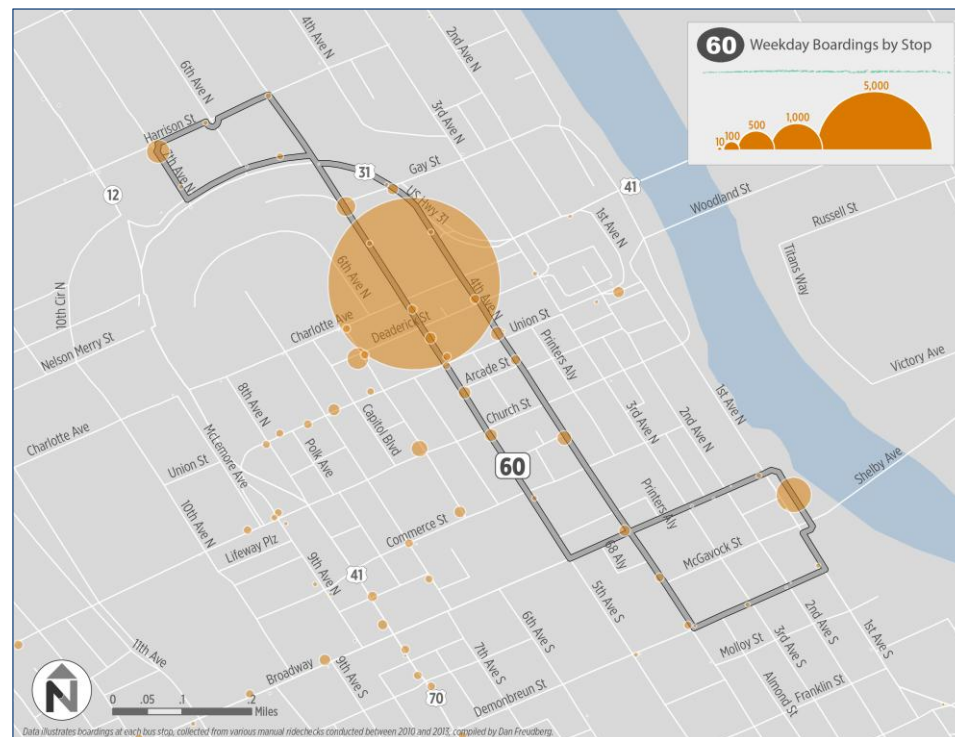 60 Weekday Boardings by Stop
10 100 500 1,000 5,000
4th Ave N
2nd Ave N
6th Ave N
3rd Ave N
Harrison St
7th Ave N
Gay St
31
41
12
US Hwy 31
Woodland St
Russell St
1st Ave N
Titans Way
10th Cir N
6th Ave N
4th Ave N
Charlotte Ave
Deaderick St
Union St
Nelson Merry St
Printers Aly
Victory Ave
Arcade St
8th Ave N
Capitol Blvd
Church St
3rd Ave N
2nd Ave N
1st Ave N
Charlotte Ave
McLemore Ave
Polk Ave
Union St
60
Shelby Ave
10th Ave N
Commerce St
Printers Aly
Lifeway Plz
9th Ave N
68 Aly
McGavock St
41
5th Ave S
6th Ave S
2nd Ave S
1st Ave S
11th Ave
Broadway
9th Ave S
7th Ave S
Molloy St
3rd Ave S
70
Demonbreun St
Almond St
Franklin St
N
0 .05 .1 .2
Miles
Data illustrates boardings at each bus stop, collected from various manual ridechecks conducted between 2010 and 2013, compiled by Dan Freudberg.